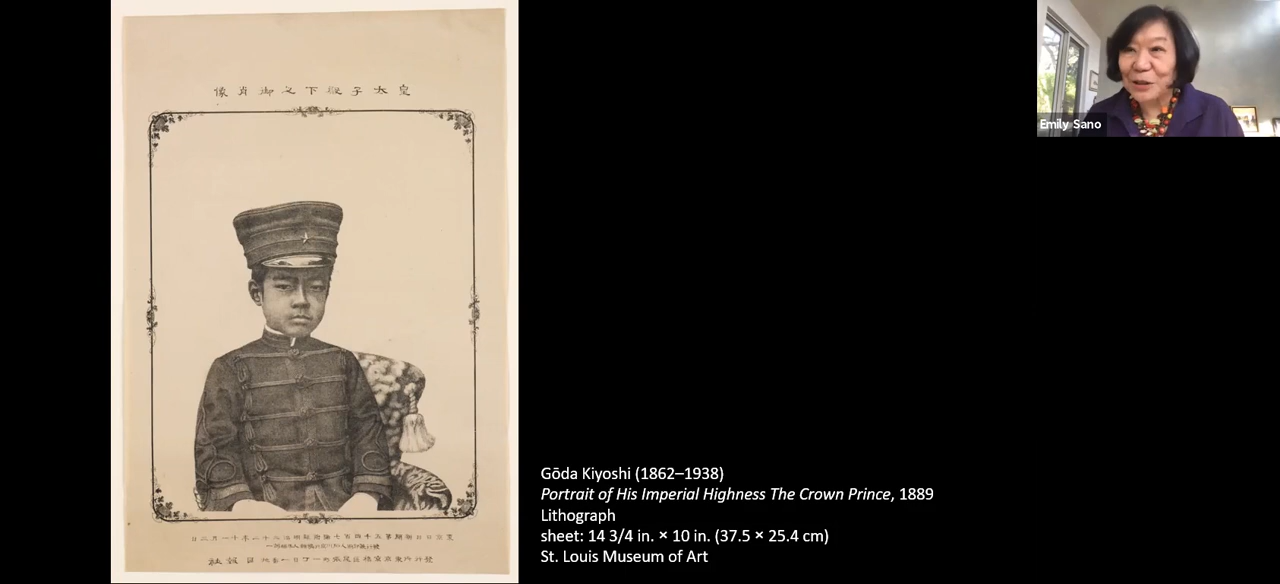 皇太子殿下之御肖像
Emily Sano
Gōda Kiyoshi (1862–1938)
Portrait of His Imperial Highness The Crown Prince, 1889
Lithograph
sheet: 14 3/4 in. × 10 in. (37.5 × 25.4 cm)
St. Louis Museum of Art